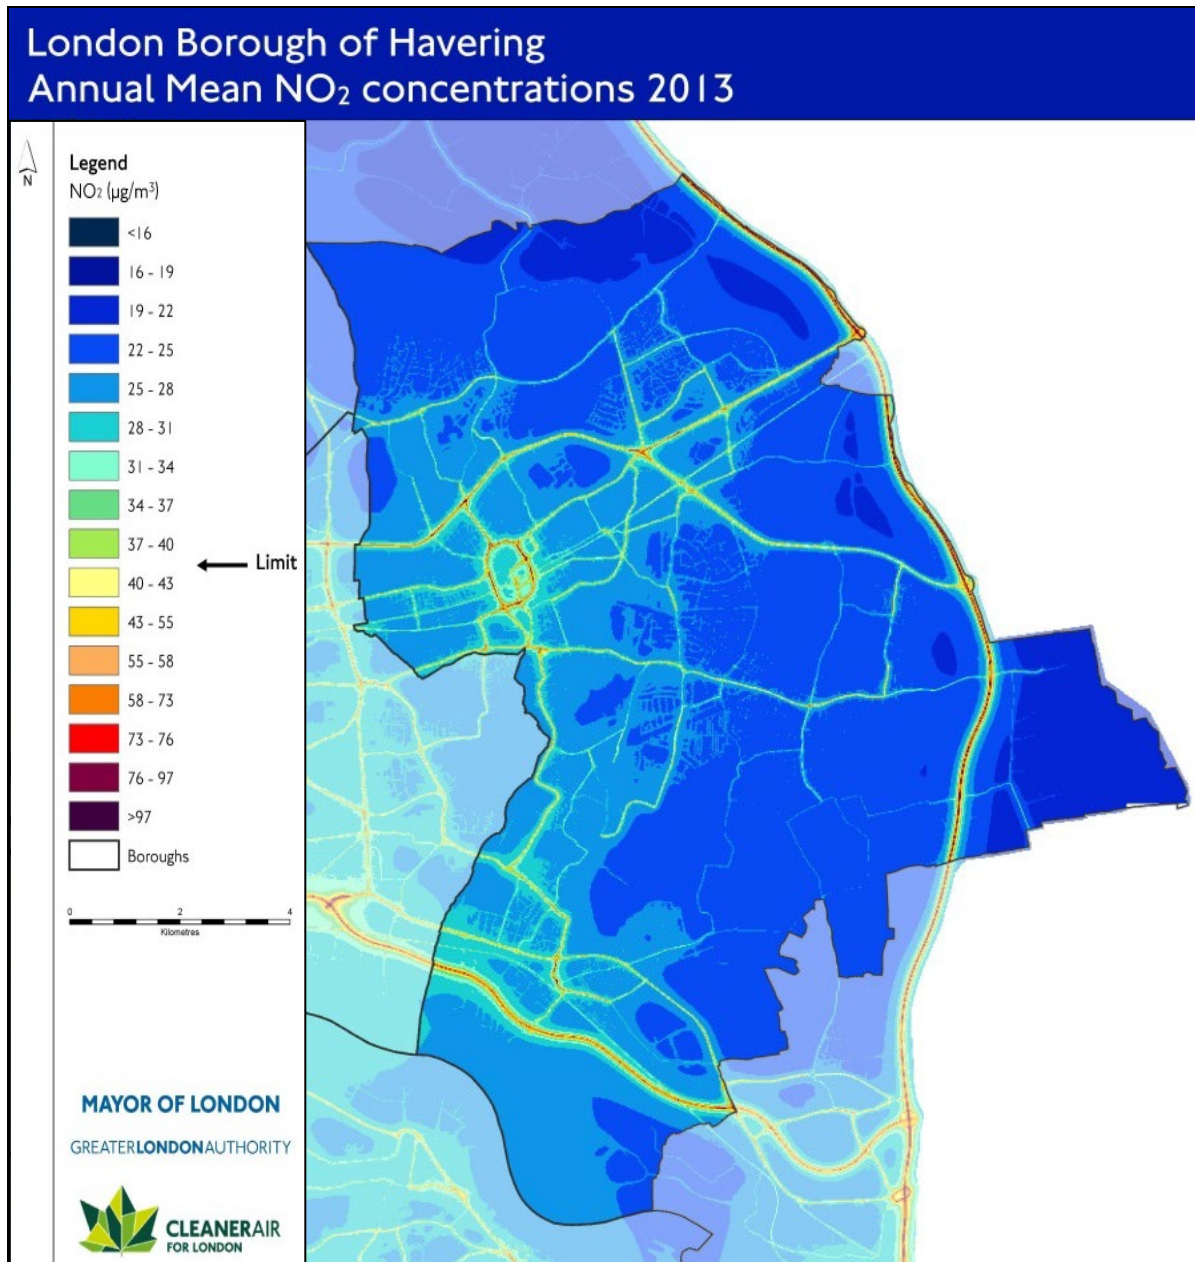 London Borough of Havering
Annual Mean NO₂ concentrations 2013
N
Legend
NO₂ (µg/m³)
<16
16 - 19
19 - 22
22 - 25
25 - 28
28 - 31
31 - 34
34 - 37
37 - 40
Limit
40 - 43
43 - 55
55 - 58
58 - 73
73 - 76
76 - 97
>97
Boroughs
0 2 4
Kilometres
MAYOR OF LONDON
GREATERLONDONAUTHORITY
CLEANERAIR
FOR LONDON